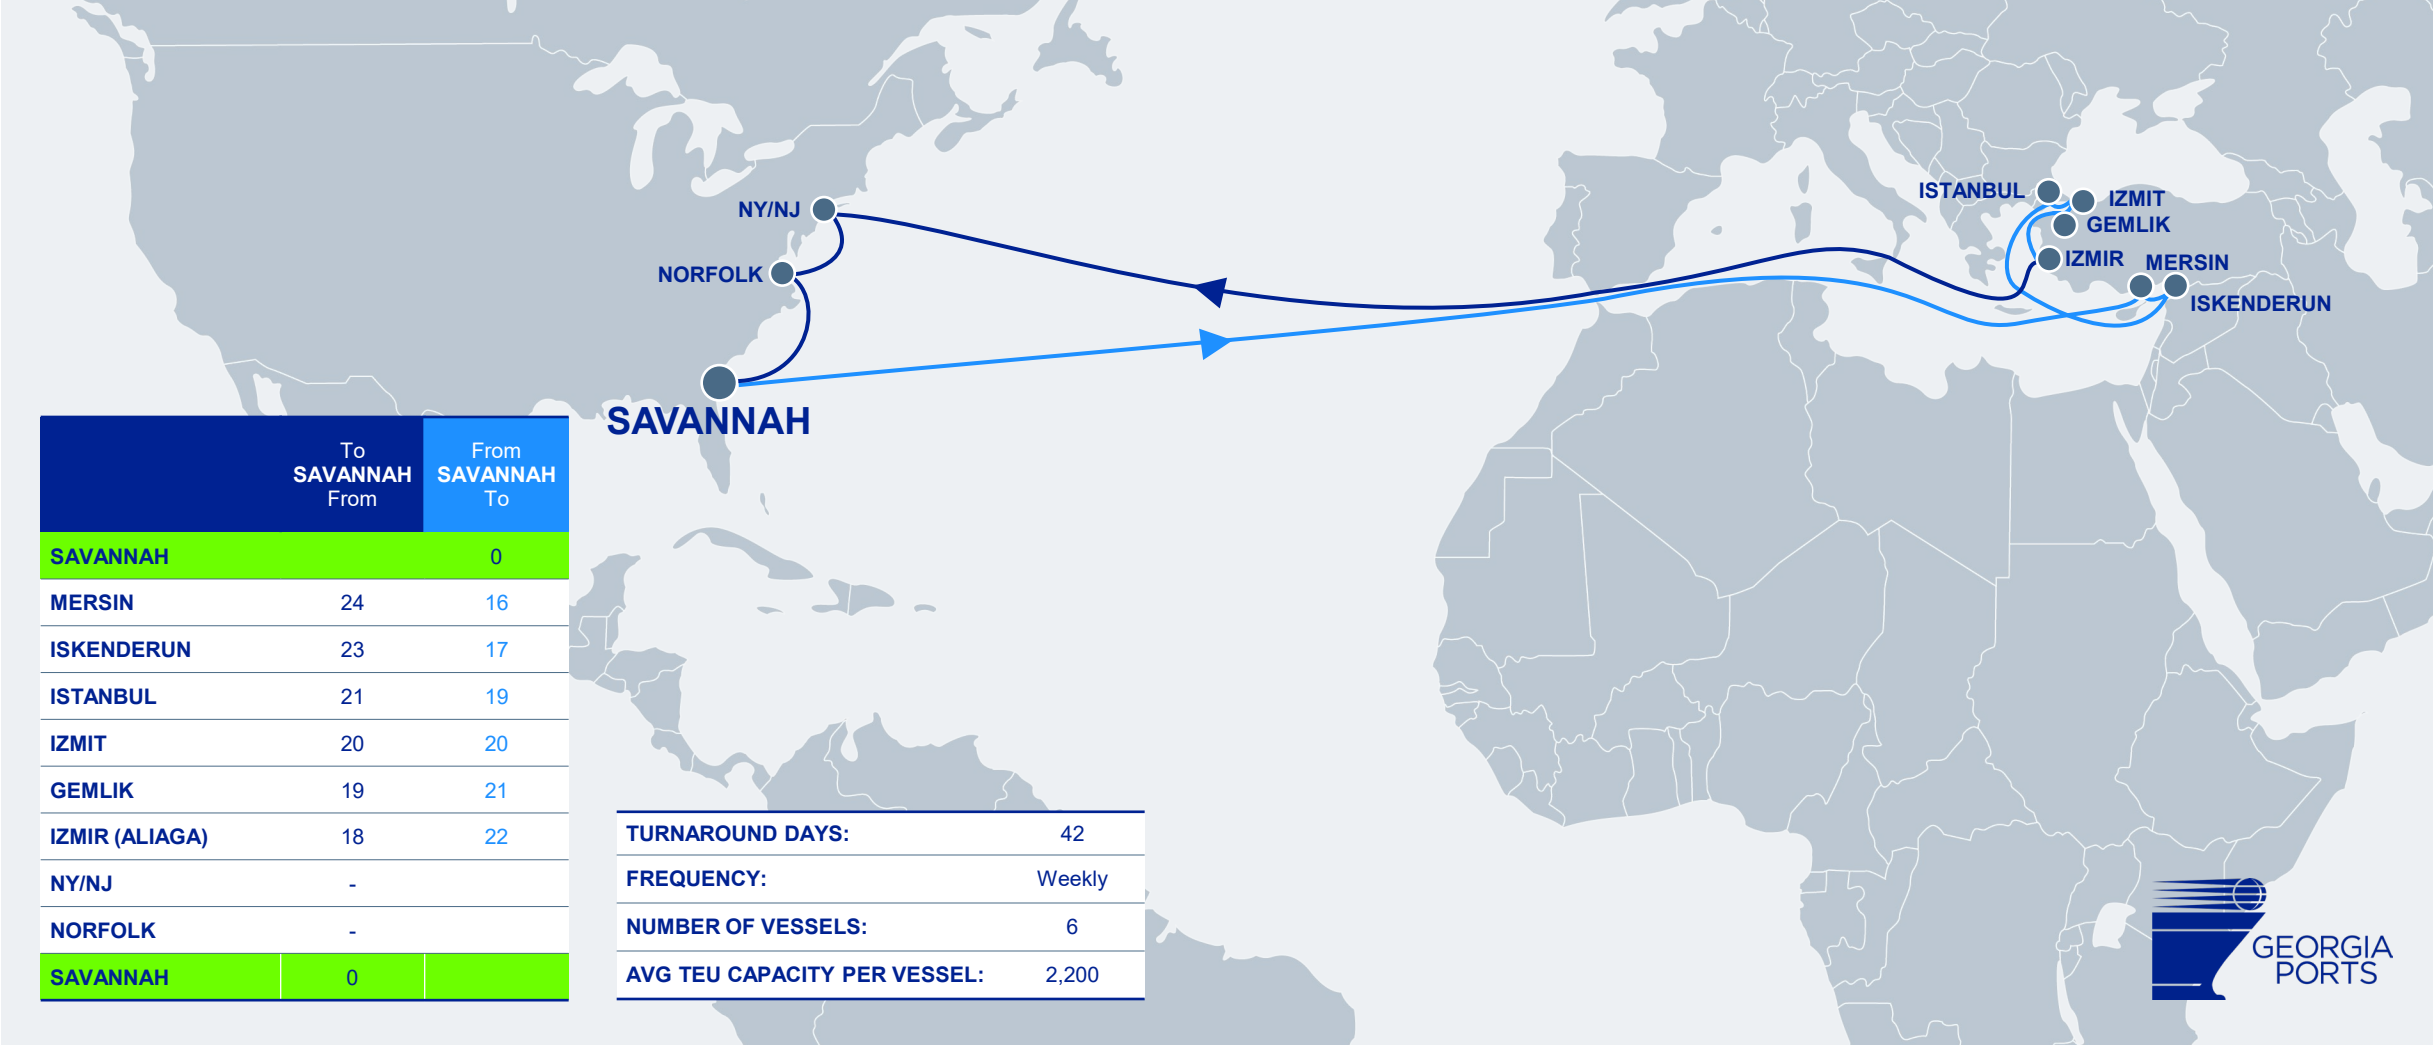 ISTANBUL
IZMIT
NY/NJ
GEMLIK
IZMIR
MERSIN
NORFOLK
ISKENDERUN
SAVANNAH
To
SAVANNAH
From
From
SAVANNAH
To
SAVANNAH 0
MERSIN 24 16
ISKENDERUN 23 17
ISTANBUL 21 19
IZMIT 20 20
GEMLIK 19 21
IZMIR (ALIAGA) 18 22
NY/NJ -
NORFOLK -
SAVANNAH 0
TURNAROUND DAYS: 42
FREQUENCY: Weekly
NUMBER OF VESSELS: 6
AVG TEU CAPACITY PER VESSEL: 2,200
GEORGIA
PORTS